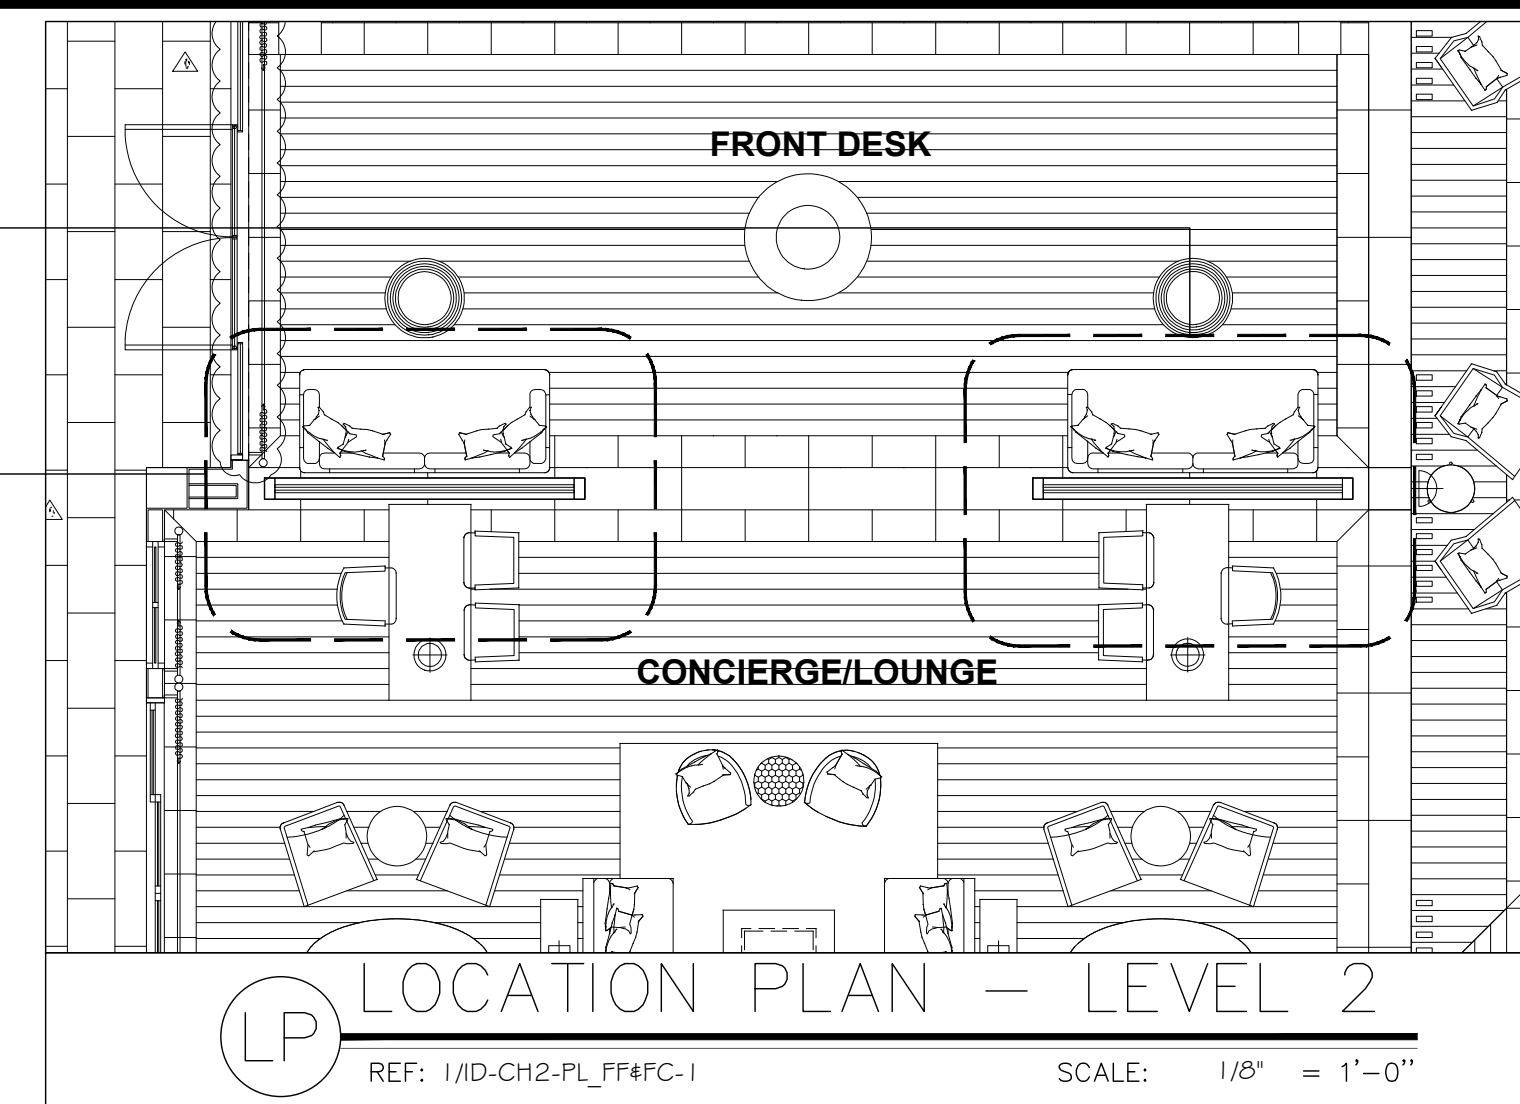 FRONT DESK
CONCIERGE/LOUNGE
LOCATION PLAN - LEVEL 2
LP
REF: 1/ID-CH2-PL_FF&FC-1
SCALE: 1/8" = 1'-0"